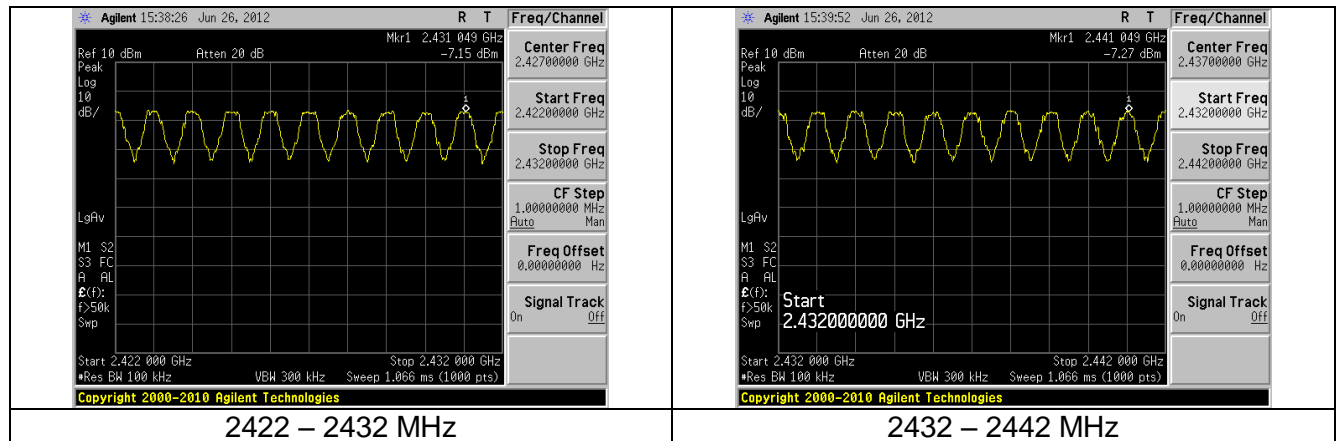 Agilent 15:38:26 Jun 26, 2012 R T Freq/Channel
Mkr1 2.431 049 GHz
Ref 10 dBm Atten 20 dB -7.15 dBm
Peak
Log
10
dB/
1
LgAv
M1 S2
S3 FC
A AL
£(f):
f>50k
Swp
Start 2.422 000 GHz Stop 2.432 000 GHz
#Res BW 100 kHz VBW 300 kHz Sweep 1.066 ms (1000 pts)
Center Freq
2.42700000 GHz
Start Freq
2.42200000 GHz
Stop Freq
2.43200000 GHz
CF Step
1.00000000 MHz
Auto Man
Freq Offset
0.00000000 Hz
Signal Track
On Off
Copyright 2000-2010 Agilent Technologies
2422 – 2432 MHz
Agilent 15:39:52 Jun 26, 2012 R T Freq/Channel
Mkr1 2.441 049 GHz
Ref 10 dBm Atten 20 dB -7.27 dBm
Peak
Log
10
dB/
1
LgAv
M1 S2
S3 FC
A AL
£(f):
f>50k
Swp
Start
2.432000000 GHz
Start 2.432 000 GHz Stop 2.442 000 GHz
#Res BW 100 kHz VBW 300 kHz Sweep 1.066 ms (1000 pts)
Center Freq
2.43700000 GHz
Start Freq
2.43200000 GHz
Stop Freq
2.44200000 GHz
CF Step
1.00000000 MHz
Auto Man
Freq Offset
0.00000000 Hz
Signal Track
On Off
Copyright 2000-2010 Agilent Technologies
2432 – 2442 MHz